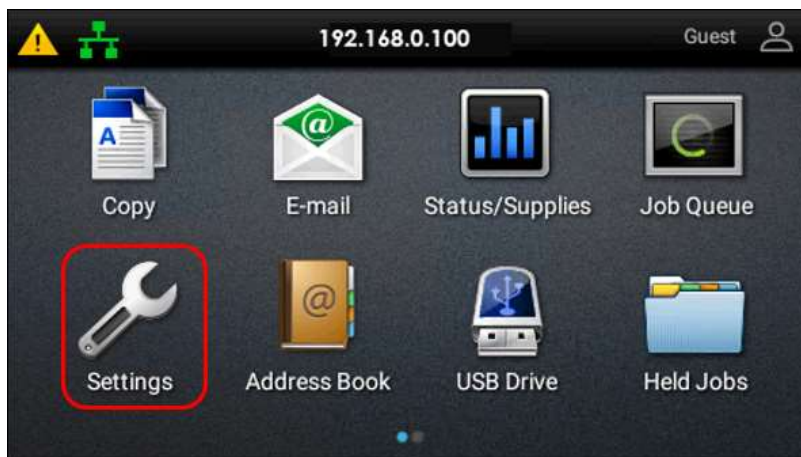 192.168.0.100 Guest
A @
Copy E-mail Status/Supplies Job Queue
@
Settings Address Book USB Drive Held Jobs